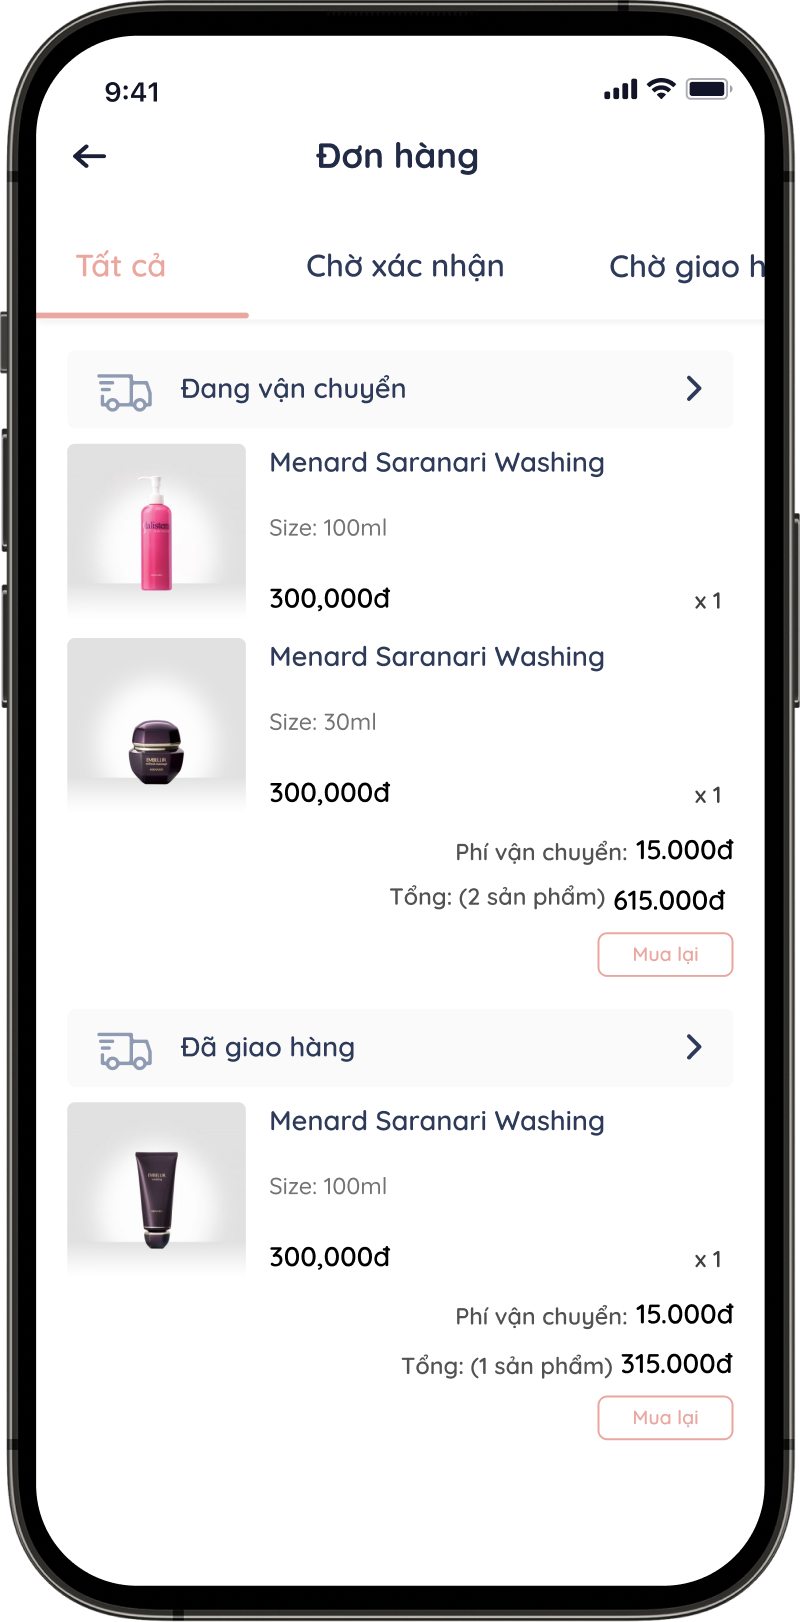 9:41
Đơn hàng
Tất cả
Chờ xác nhận
Chờ giao h
Đang vận chuyển
Menard Saranari Washing
Size: 100ml
300,000đ
x 1
Menard Saranari Washing
EMBELLIR
Size: 30ml
300,000đ
x 1
Phí vận chuyển: 15.000đ
Tổng: (2 sản phẩm) 615.000đ
Mua lại
Đã giao hàng
Menard Saranari Washing
EMBELLIR
Size: 100ml
300,000đ
x 1
Phí vận chuyển: 15.000đ
Tổng: (1 sản phẩm) 315.000đ
Mua lại